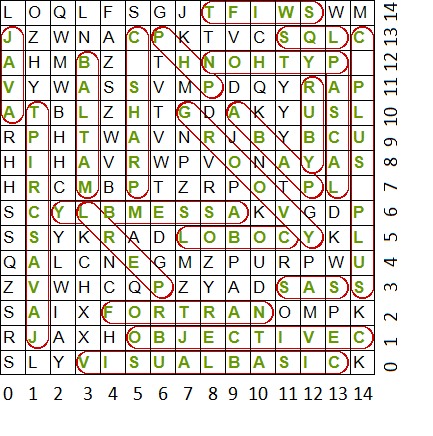 L O Q L F S G J T F I W S W M 14
J Z W N A C P K T V C S Q L C 13
A H M B Z T H N O H T Y P 12
V Y W A S S V M P D Q Y R A P 11
A T B L Z H T G D A K Y U S L 10
R P H T W A V N R J B Y B C U 9
H I H A V R W P V O N A Y A S 8
H R C M B P T Z R P O T P L 7
S C Y L B M E S S A K V G D P 6
S S Y K R A D L O B O C Y K L 5
Q A L C N E G M Z P U R P W U 4
Z V W H C Q P Z Y A D S A S S 3
S A I X F O R T R A N O M P K 2
R J A X H O B J E C T I V E C 1
S L Y V I S U A L B A S I C K 0
0 1 2 3 4 5 6 7 8 9 10 11 12 13 14